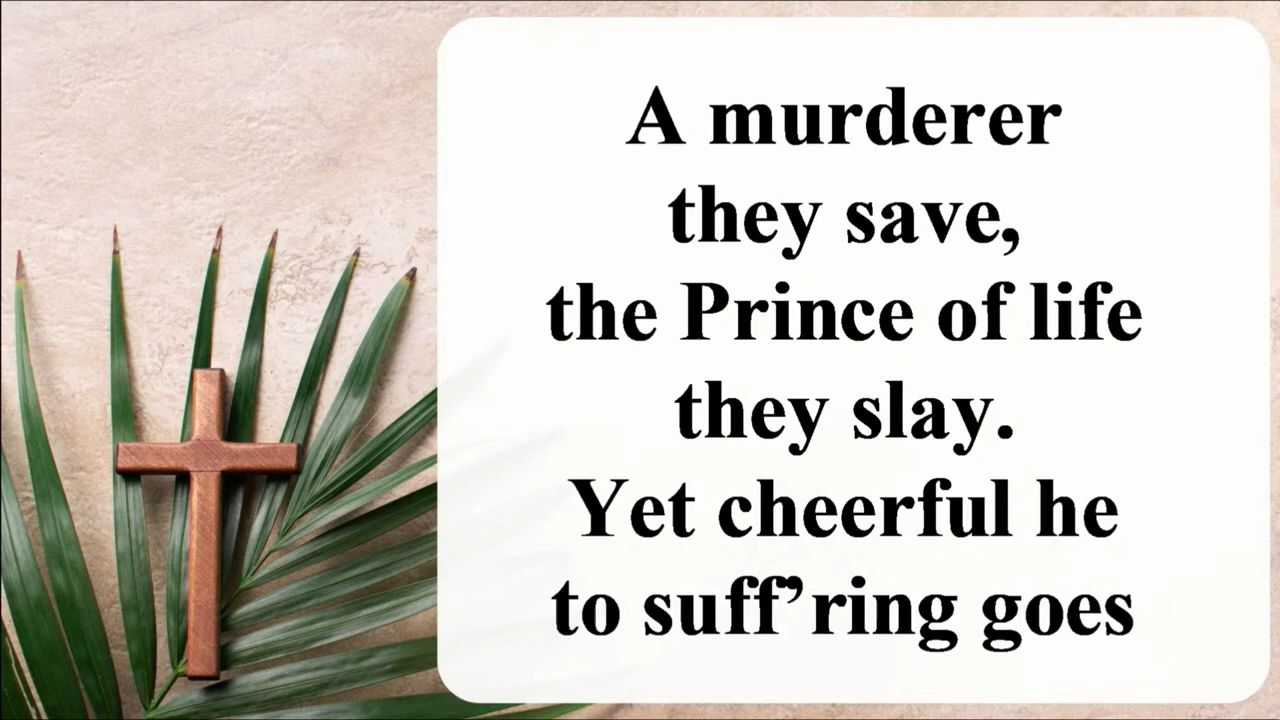 A murderer
they save,
the Prince of life
they slay.
Yet cheerful he
to suff’ring goes